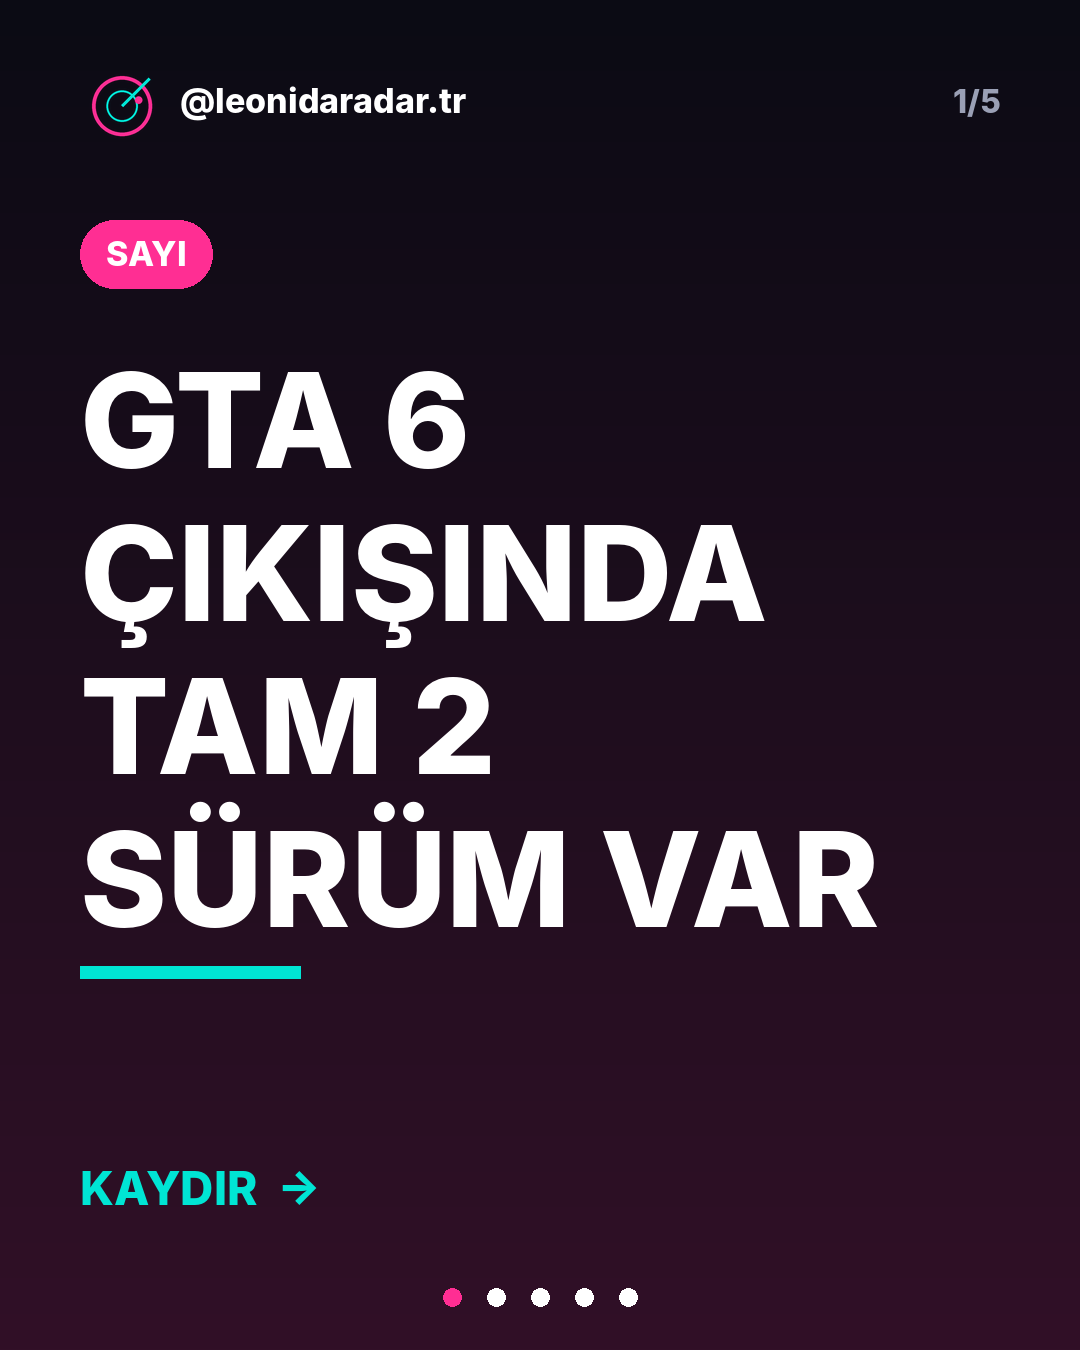 @leonidaradar.tr
1/5
SAYI
GTA 6
ÇIKIŞINDA
TAM 2
SÜRÜM VAR
KAYDIR →